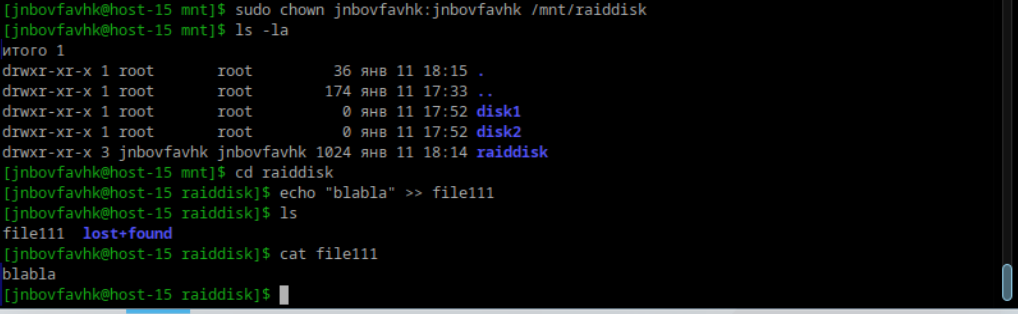 [jnbovfavhk@host-15 mnt]$ sudo chown jnbovfavhk:jnbovfavhk /mnt/raiddisk
[jnbovfavhk@host-15 mnt]$ ls -la
итого 1
drwxr-xr-x 1 root       root         36 янв 11 18:15 .
drwxr-xr-x 1 root       root        174 янв 11 17:33 ..
drwxr-xr-x 1 root       root          0 янв 11 17:52 disk1
drwxr-xr-x 1 root       root          0 янв 11 17:52 disk2
drwxr-xr-x 3 jnbovfavhk jnbovfavhk 1024 янв 11 18:14 raiddisk
[jnbovfavhk@host-15 mnt]$ cd raiddisk
[jnbovfavhk@host-15 raiddisk]$ echo "blabla" >> file111
[jnbovfavhk@host-15 raiddisk]$ ls
file111  lost+found
[jnbovfavhk@host-15 raiddisk]$ cat file111
blabla
[jnbovfavhk@host-15 raiddisk]$